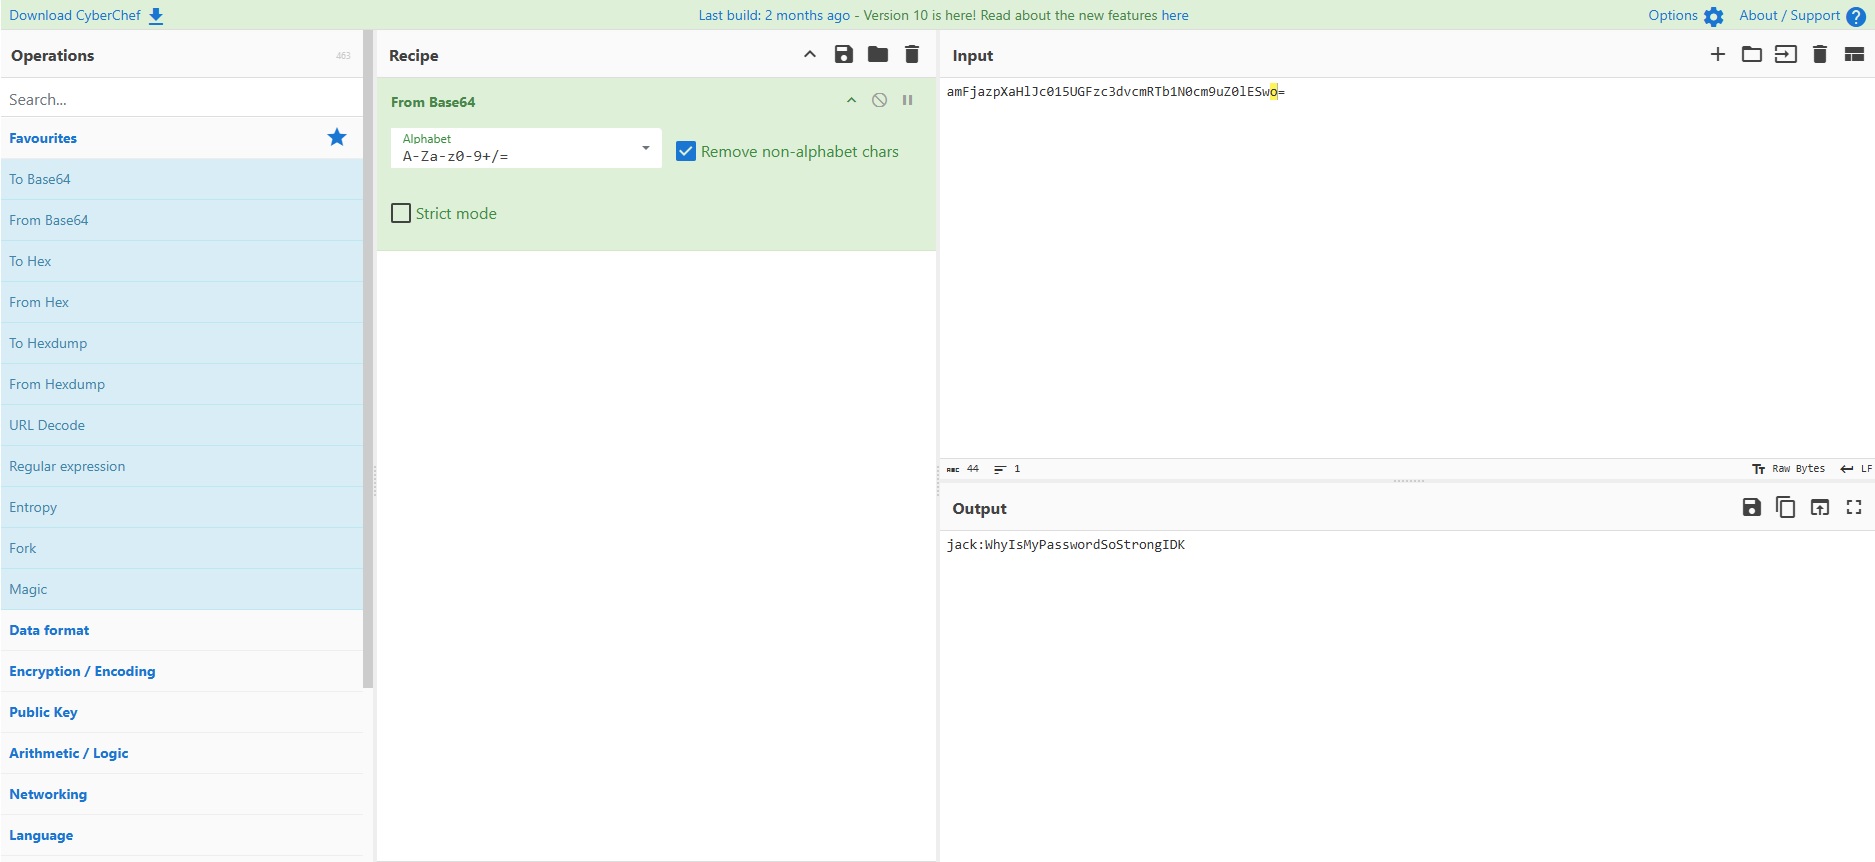 Download CyberChef
Last build: 2 months ago - Version 10 is here! Read about the new features here
Options
About / Support
Operations
463
Search...
Favourites
To Base64
From Base64
To Hex
From Hex
To Hexdump
From Hexdump
URL Decode
Regular expression
Entropy
Fork
Magic
Data format
Encryption / Encoding
Public Key
Arithmetic / Logic
Networking
Language
Recipe
From Base64
Alphabet
A-Za-z0-9+/=
Remove non-alphabet chars
Strict mode
Input
amFjazpXaHlJc015UGFzc3dvcmRTb1N0cm9uZ0lESwo=
ABC 44
1
Tт Raw Bytes
LF
Output
jack:WhyIsMyPasswordSoStrongIDK